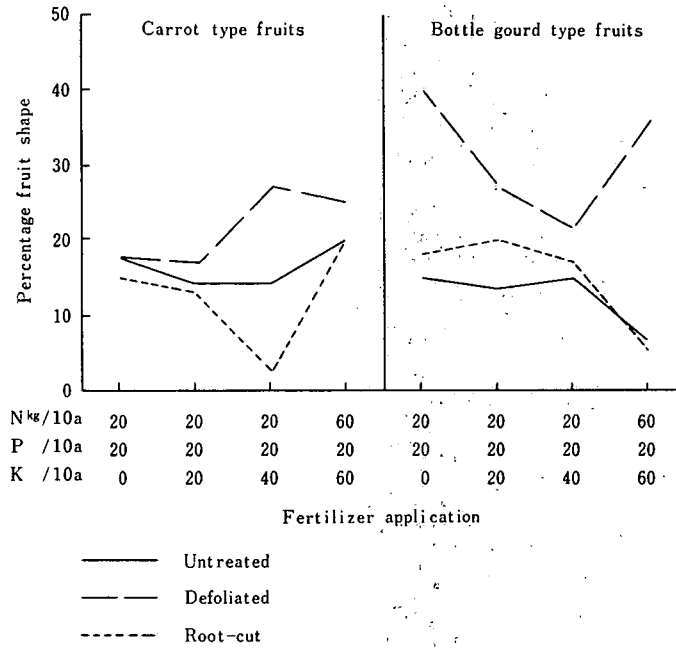 50
Carrot type fruits
Bottle gourd type fruits
40
30
20
10
0
Percentage fruit shape
N kg/10a 20 20 20 60 20 20 20 60
P /10a 20 20 20 20 20 20 20 20
K /10a 0 20 40 60 0 20 40 60
Fertilizer application
Untreated
Defoliated
Root-cut